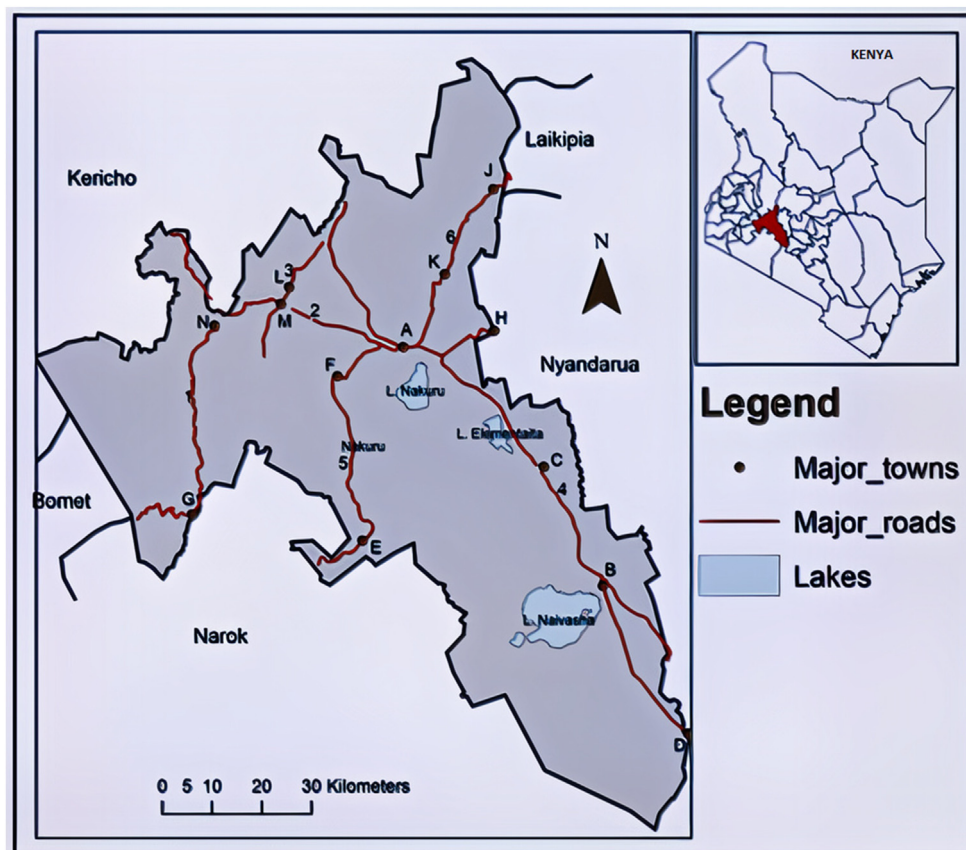 KENYA
Laikipia
Kericho
J
6
K
L
3
N
M
2
A
H
N
Nyandarua
F
L. Nakuru
1
L. Elementaita
Nakuru
5
C
4
Bomet
G
E
B
L. Naivasha
Narok
D
0 5 10 20 30 Kilometers
Legend
Major_towns
Major_roads
Lakes